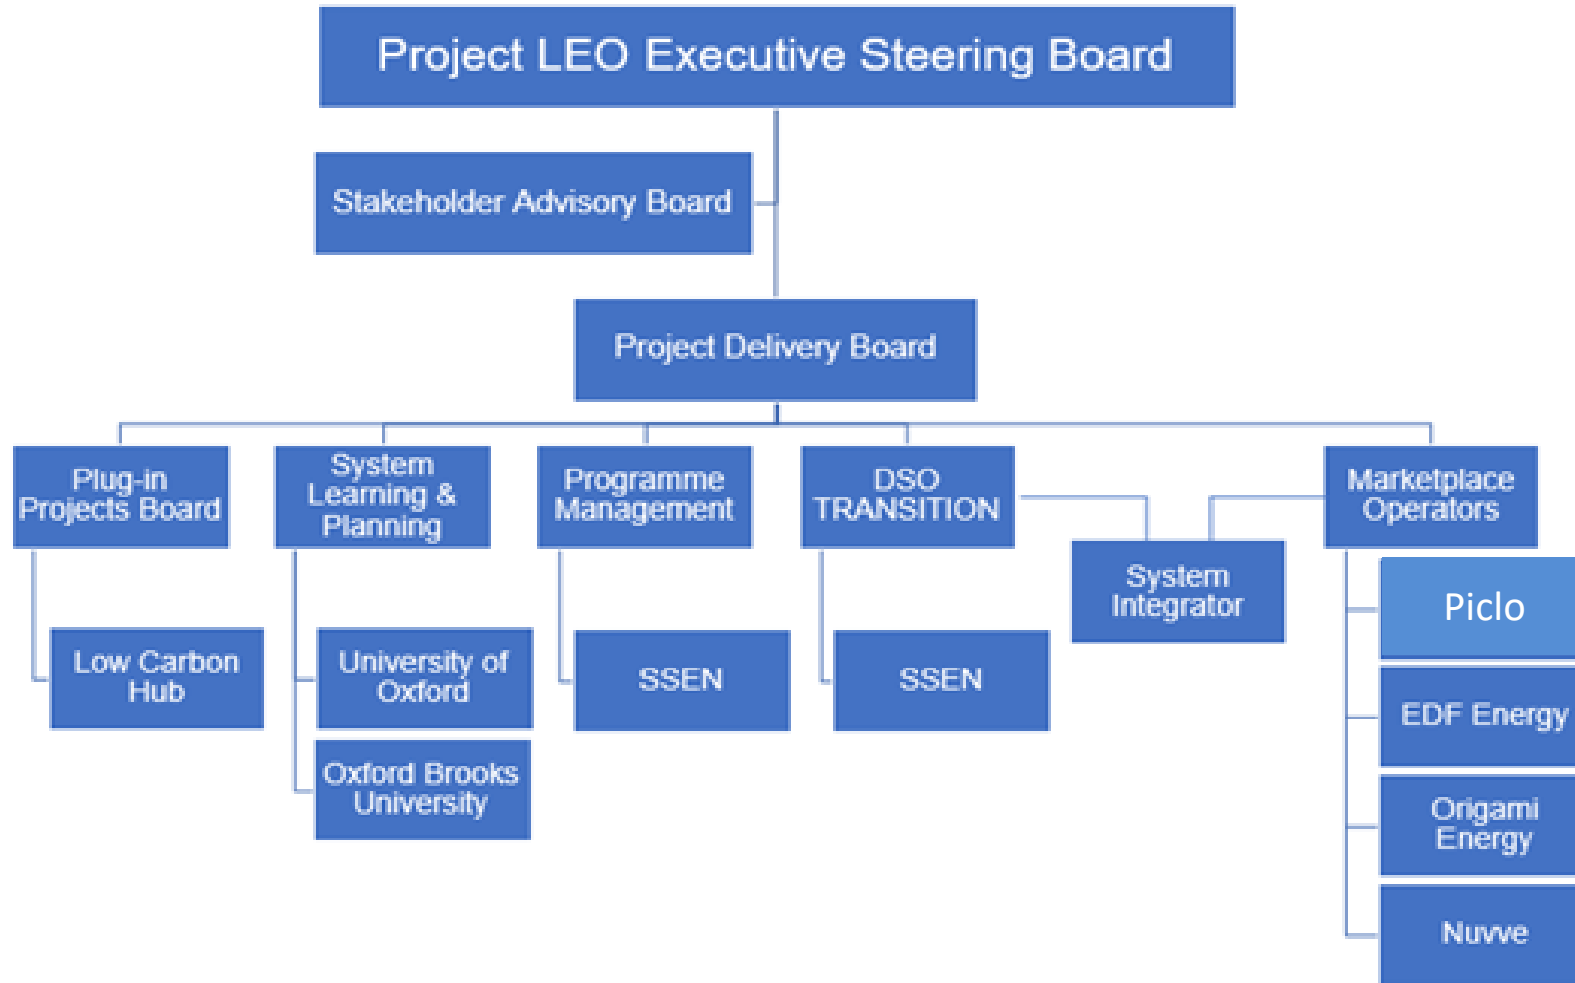 Project LEO Executive Steering Board
Stakeholder Advisory Board
Project Delivery Board
Plug-in
Projects Board
System
Learning &
Planning
Programme
Management
DSO
TRANSITION
Marketplace
Operators
System
Integrator
Low Carbon
Hub
University of
Oxford
SSEN
SSEN
Piclo
EDF Energy
Oxford Brooks
University
Origami
Energy
Nuvve